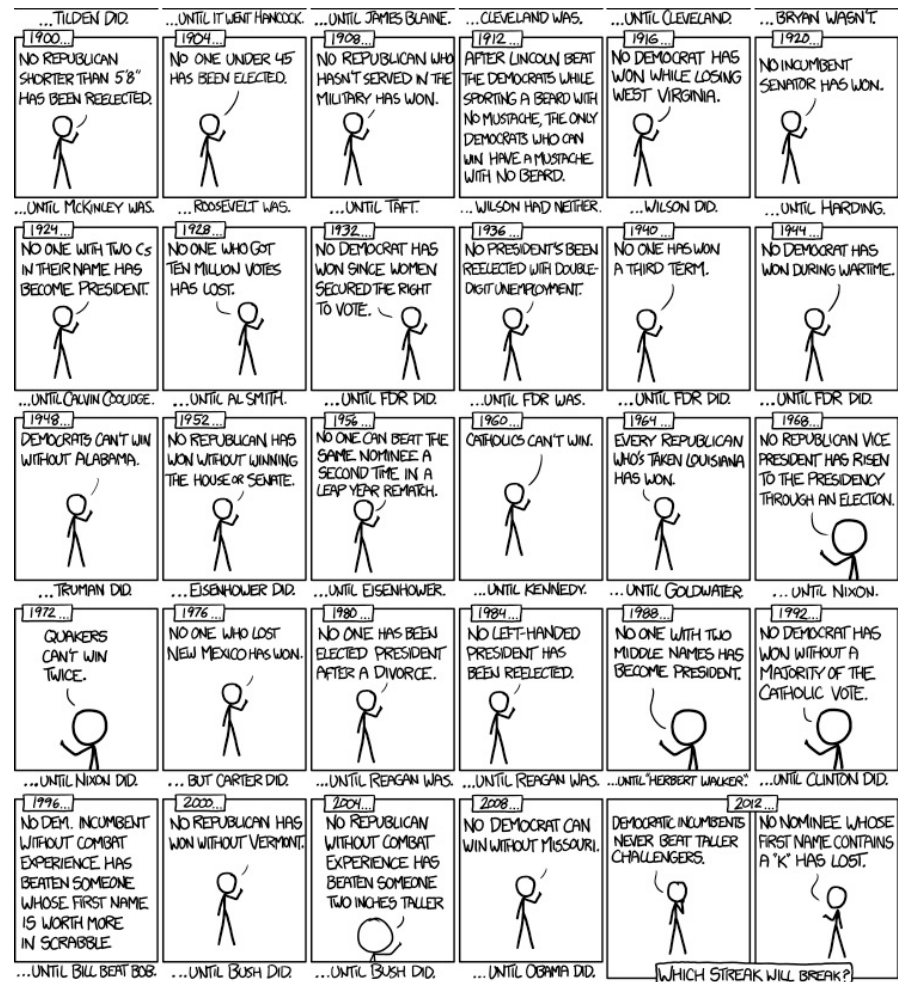 ...TILDEN DID.
...UNTIL IT WENT HANCOCK.
...UNTIL JAMES BLAINE.
...CLEVELAND WAS.
...UNTIL CLEVELAND.
...BRYAN WASN'T.
1900...
NO REPUBLICAN
SHORTER THAN 5'8"
HAS BEEN REELECTED.
...UNTIL MCKINLEY WAS.
1904...
NO ONE UNDER 45
HAS BEEN ELECTED.
...ROOSEVELT WAS.
1908...
NO REPUBLICAN WHO
HASN'T SERVED IN THE
MILITARY HAS WON.
...UNTIL TAFT.
1912...
AFTER LINCOLN BEAT
THE DEMOCRATS WHILE
SPORTING A BEARD WITH
NO MUSTACHE, THE ONLY
DEMOCRATS WHO CAN
WIN HAVE A MUSTACHE
WITH NO BEARD.
...WILSON HAD NEITHER.
1916...
NO DEMOCRAT HAS
WON WHILE LOSING
WEST VIRGINIA.
...WILSON DID.
1920...
NO INCUMBENT
SENATOR HAS WON.
...UNTIL HARDING.
1924...
NO ONE WITH TWO Cs
IN THEIR NAME HAS
BECOME PRESIDENT.
...UNTIL CALVIN COOLIDGE.
1928...
NO ONE WHO GOT
TEN MILLION VOTES
HAS LOST.
...UNTIL AL SMITH.
1932...
NO DEMOCRAT HAS
WON SINCE WOMEN
SECURED THE RIGHT
TO VOTE.
...UNTIL FDR DID.
1936...
NO PRESIDENT'S BEEN
REELECTED WITH DOUBLE-
DIGIT UNEMPLOYMENT.
...UNTIL FDR WAS.
1940...
NO ONE HAS WON
A THIRD TERM.
...UNTIL FDR DID.
1944...
NO DEMOCRAT HAS
WON DURING WARTIME.
...UNTIL FDR DID.
1948...
DEMOCRATS CAN'T WIN
WITHOUT ALABAMA.
...TRUMAN DID.
1952...
NO REPUBLICAN HAS
WON WITHOUT WINNING
THE HOUSE OR SENATE.
...EISENHOWER DID.
1956...
NO ONE CAN BEAT THE
SAME NOMINEE A
SECOND TIME IN A
LEAP YEAR REMATCH.
...UNTIL EISENHOWER.
1960...
CATHOLICS CAN'T WIN.
...UNTIL KENNEDY.
1964...
EVERY REPUBLICAN
WHO'S TAKEN LOUISIANA
HAS WON.
...UNTIL GOLDWATER.
1968...
NO REPUBLICAN VICE
PRESIDENT HAS RISEN
TO THE PRESIDENCY
THROUGH AN ELECTION.
...UNTIL NIXON.
1972...
QUAKERS
CAN'T WIN
TWICE.
...UNTIL NIXON DID.
1976...
NO ONE WHO LOST
NEW MEXICO HAS WON.
...BUT CARTER DID.
1980...
NO ONE HAS BEEN
ELECTED PRESIDENT
AFTER A DIVORCE.
...UNTIL REAGAN WAS.
1984...
NO LEFT-HANDED
PRESIDENT HAS
BEEN REELECTED.
...UNTIL REAGAN WAS.
1988...
NO ONE WITH TWO
MIDDLE NAMES HAS
BECOME PRESIDENT.
...UNTIL "HERBERT WALKER."
1992...
NO DEMOCRAT HAS
WON WITHOUT A
MAJORITY OF THE
CATHOLIC VOTE.
...UNTIL CLINTON DID.
1996...
NO DEM. INCUMBENT
WITHOUT COMBAT
EXPERIENCE HAS
BEATEN SOMEONE
WHOSE FIRST NAME
IS WORTH MORE
IN SCRABBLE
...UNTIL BILL BEAT BOB.
2000...
NO REPUBLICAN HAS
WON WITHOUT VERMONT.
...UNTIL BUSH DID.
2004...
NO REPUBLICAN
WITHOUT COMBAT
EXPERIENCE HAS
BEATEN SOMEONE
TWO INCHES TALLER
...UNTIL BUSH DID.
2008...
NO DEMOCRAT CAN
WIN WITHOUT MISSOURI.
...UNTIL OBAMA DID.
2012...
DEMOCRATIC INCUMBENTS
NEVER BEAT TALLER
CHALLENGERS.
NO NOMINEE WHOSE
FIRST NAME CONTAINS
A "K" HAS LOST.
WHICH STREAK WILL BREAK?